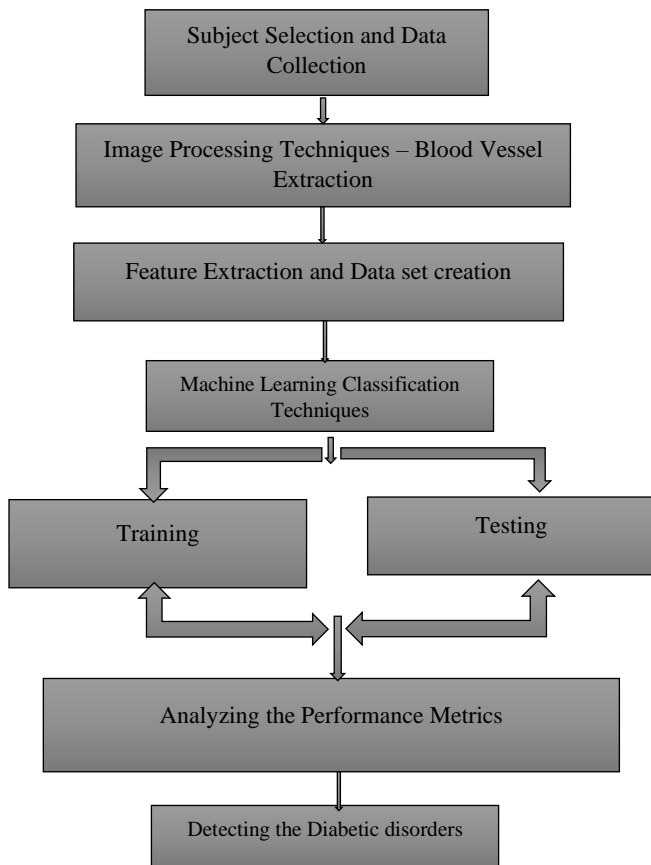 Subject Selection and Data
Collection
Image Processing Techniques – Blood Vessel
Extraction
Feature Extraction and Data set creation
Machine Learning Classification
Techniques
Training
Testing
Analyzing the Performance Metrics
Detecting the Diabetic disorders